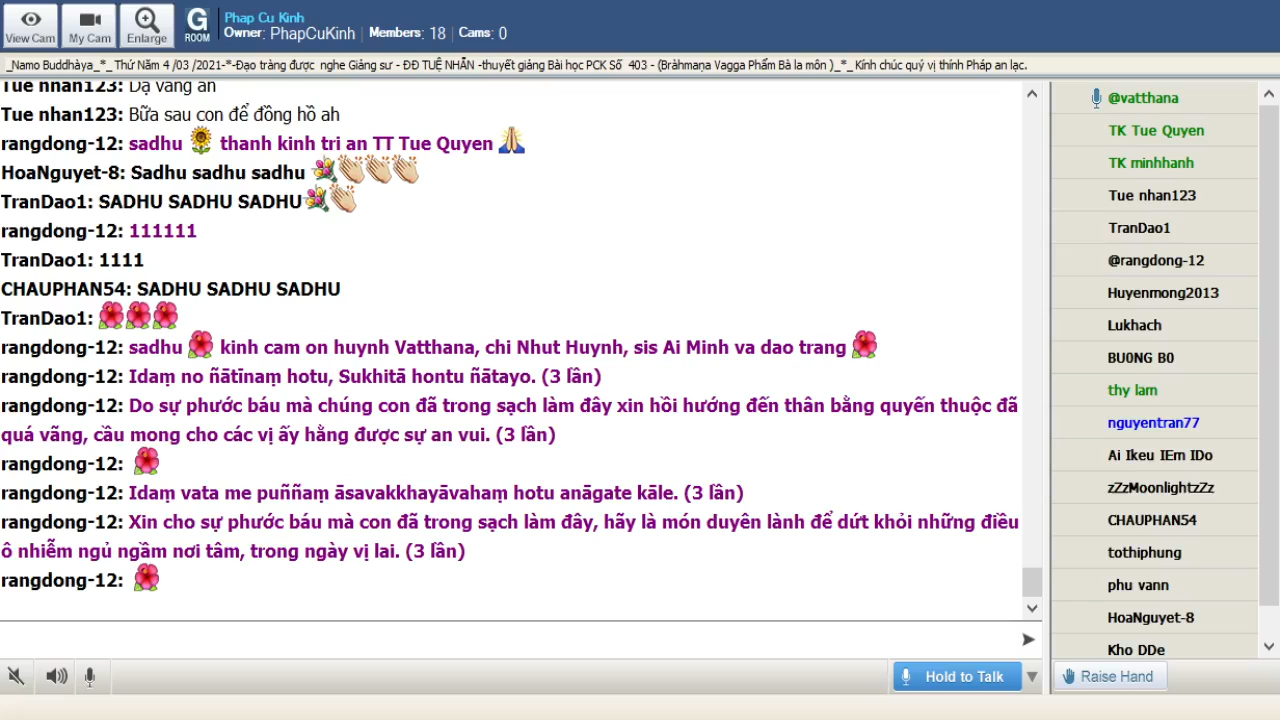 View Cam
My Cam
Enlarge
G
ROOM
Phap Cu Kinh
Owner: PhapCuKinh | Members: 18 | Cams: 0
_Namo Buddhàya_*_ Thứ Năm 4 /03 /2021-*-Đạo tràng được nghe Giảng sư - ĐĐ TUỆ NHẪN -thuyết giảng Bài học PCK Số 403 - (Bràhmaṇa Vagga Phẩm Bà la môn )_*_ Kính chúc quý vị thính Pháp an lạc.
Tue nhan123: Dạ vâng ah
Tue nhan123: Bữa sau con để đồng hồ ah
rangdong-12: sadhu thanh kinh tri an TT Tue Quyen
HoaNguyet-8: Sadhu sadhu sadhu
TranDao1: SADHU SADHU SADHU
rangdong-12: 111111
TranDao1: 1111
CHAUPHAN54: SADHU SADHU SADHU
TranDao1:
rangdong-12: sadhu kinh cam on huynh Vatthana, chi Nhut Huynh, sis Ai Minh va dao trang
rangdong-12: Idaṃ no ñātīnaṃ hotu, Sukhitā hontu ñātayo. (3 lần)
rangdong-12: Do sự phước báu mà chúng con đã trong sạch làm đây xin hồi hướng đến thân bằng quyến thuộc đã
quá vãng, cầu mong cho các vị ấy hằng được sự an vui. (3 lần)
rangdong-12:
rangdong-12: Idaṃ vata me puññaṃ āsavakkhayāvahaṃ hotu anāgate kāle. (3 lần)
rangdong-12: Xin cho sự phước báu mà con đã trong sạch làm đây, hãy là món duyên lành để dứt khỏi những điều
ô nhiễm ngủ ngầm nơi tâm, trong ngày vị lai. (3 lần)
rangdong-12:
Hold to Talk
@vatthana
TK Tue Quyen
TK minhhanh
Tue nhan123
TranDao1
@rangdong-12
Huyenmong2013
Lukhach
BU0NG B0
thy lam
nguyentran77
Ai Ikeu IEm IDo
zZzMoonlightzZz
CHAUPHAN54
tothiphung
phu vann
HoaNguyet-8
Kho DDe
Raise Hand